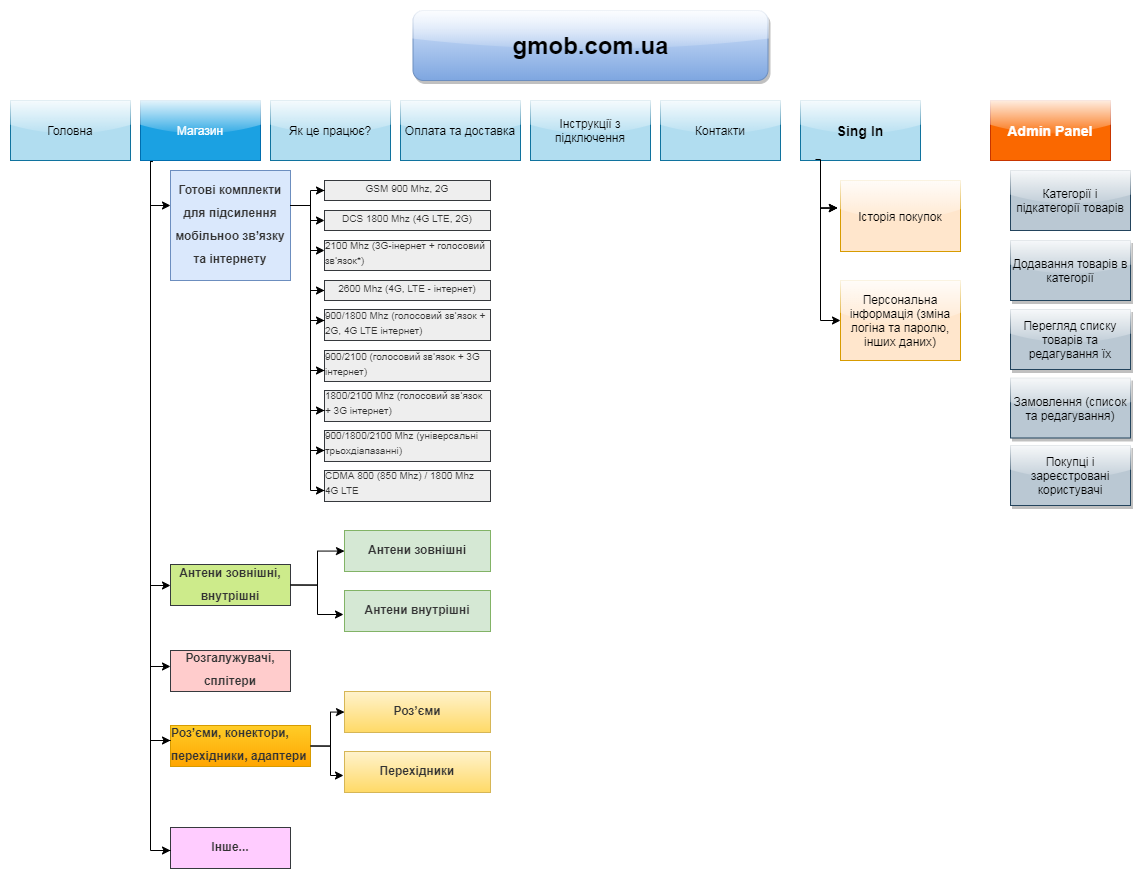 gmob.com.ua
Головна
Магазин
Як це працює?
Оплата та доставка
Інструкції з
підключення
Контакти
Sing In
Admin Panel
Готові комплекти
для підсилення
мобільноо зв'язку
та інтернету
GSM 900 Mhz, 2G
DCS 1800 Mhz (4G LTE, 2G)
2100 Mhz (3G-інернет + голосовий
зв'язок*)
2600 Mhz (4G, LTE - інтернет)
900/1800 Mhz (голосовий зв'язок +
2G, 4G LTE інтернет)
900/2100 (голосовий зв'язок + 3G
інтернет)
1800/2100 Mhz (голосовий зв'язок
+ 3G інтернет)
900/1800/2100 Mhz (універсальні
трьохдіапазанні)
CDMA 800 (850 Mhz) / 1800 Mhz
4G LTE
Антени зовнішні,
внутрішні
Антени зовнішні
Антени внутрішні
Розгалужувачі,
сплітери
Роз'єми, конектори,
перехідники, адаптери
Роз'єми
Перехідники
Інше...
Історія покупок
Персональна
інформація (зміна
логіна та паролю,
інших даних)
Категорії і
підкатегорії товарів
Додавання товарів в
категорії
Перегляд списку
товарів та
редагування їх
Замовлення (список
та редагування)
Покупці і
зареєстровані
користувачі